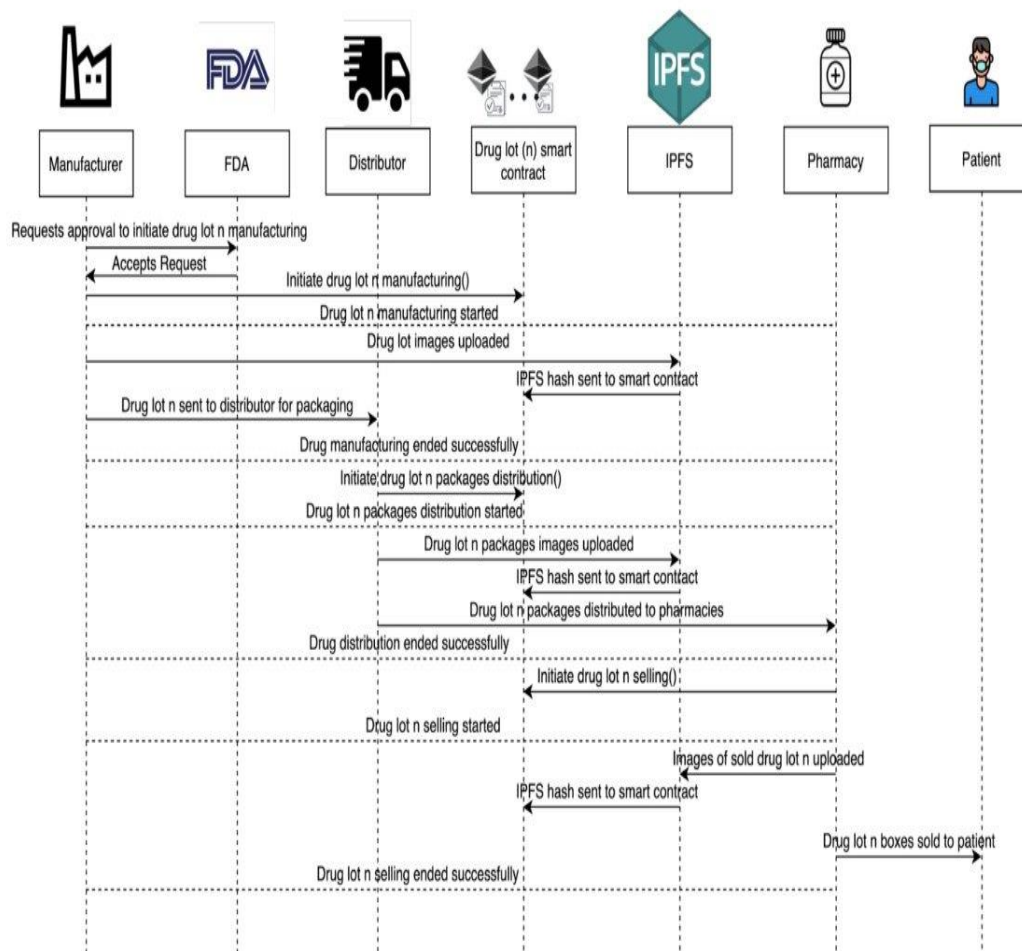 FDA
IPFS
Manufacturer
FDA
Distributor
Drug lot (n) smart
contract
IPFS
Pharmacy
Patient
Requests approval to initiate drug lot n manufacturing
Accepts Request
Initiate drug lot n manufacturing()
Drug lot n manufacturing started
Drug lot images uploaded
IPFS hash sent to smart contract
Drug lot n sent to distributor for packaging
Drug manufacturing ended successfully
Initiate drug lot n packages distribution()
Drug lot n packages distribution started
Drug lot n packages images uploaded
IPFS hash sent to smart contract
Drug lot n packages distributed to pharmacies
Drug distribution ended successfully
Initiate drug lot n selling()
Drug lot n selling started
Images of sold drug lot n uploaded
IPFS hash sent to smart contract
Drug lot n boxes sold to patient
Drug lot n selling ended successfully